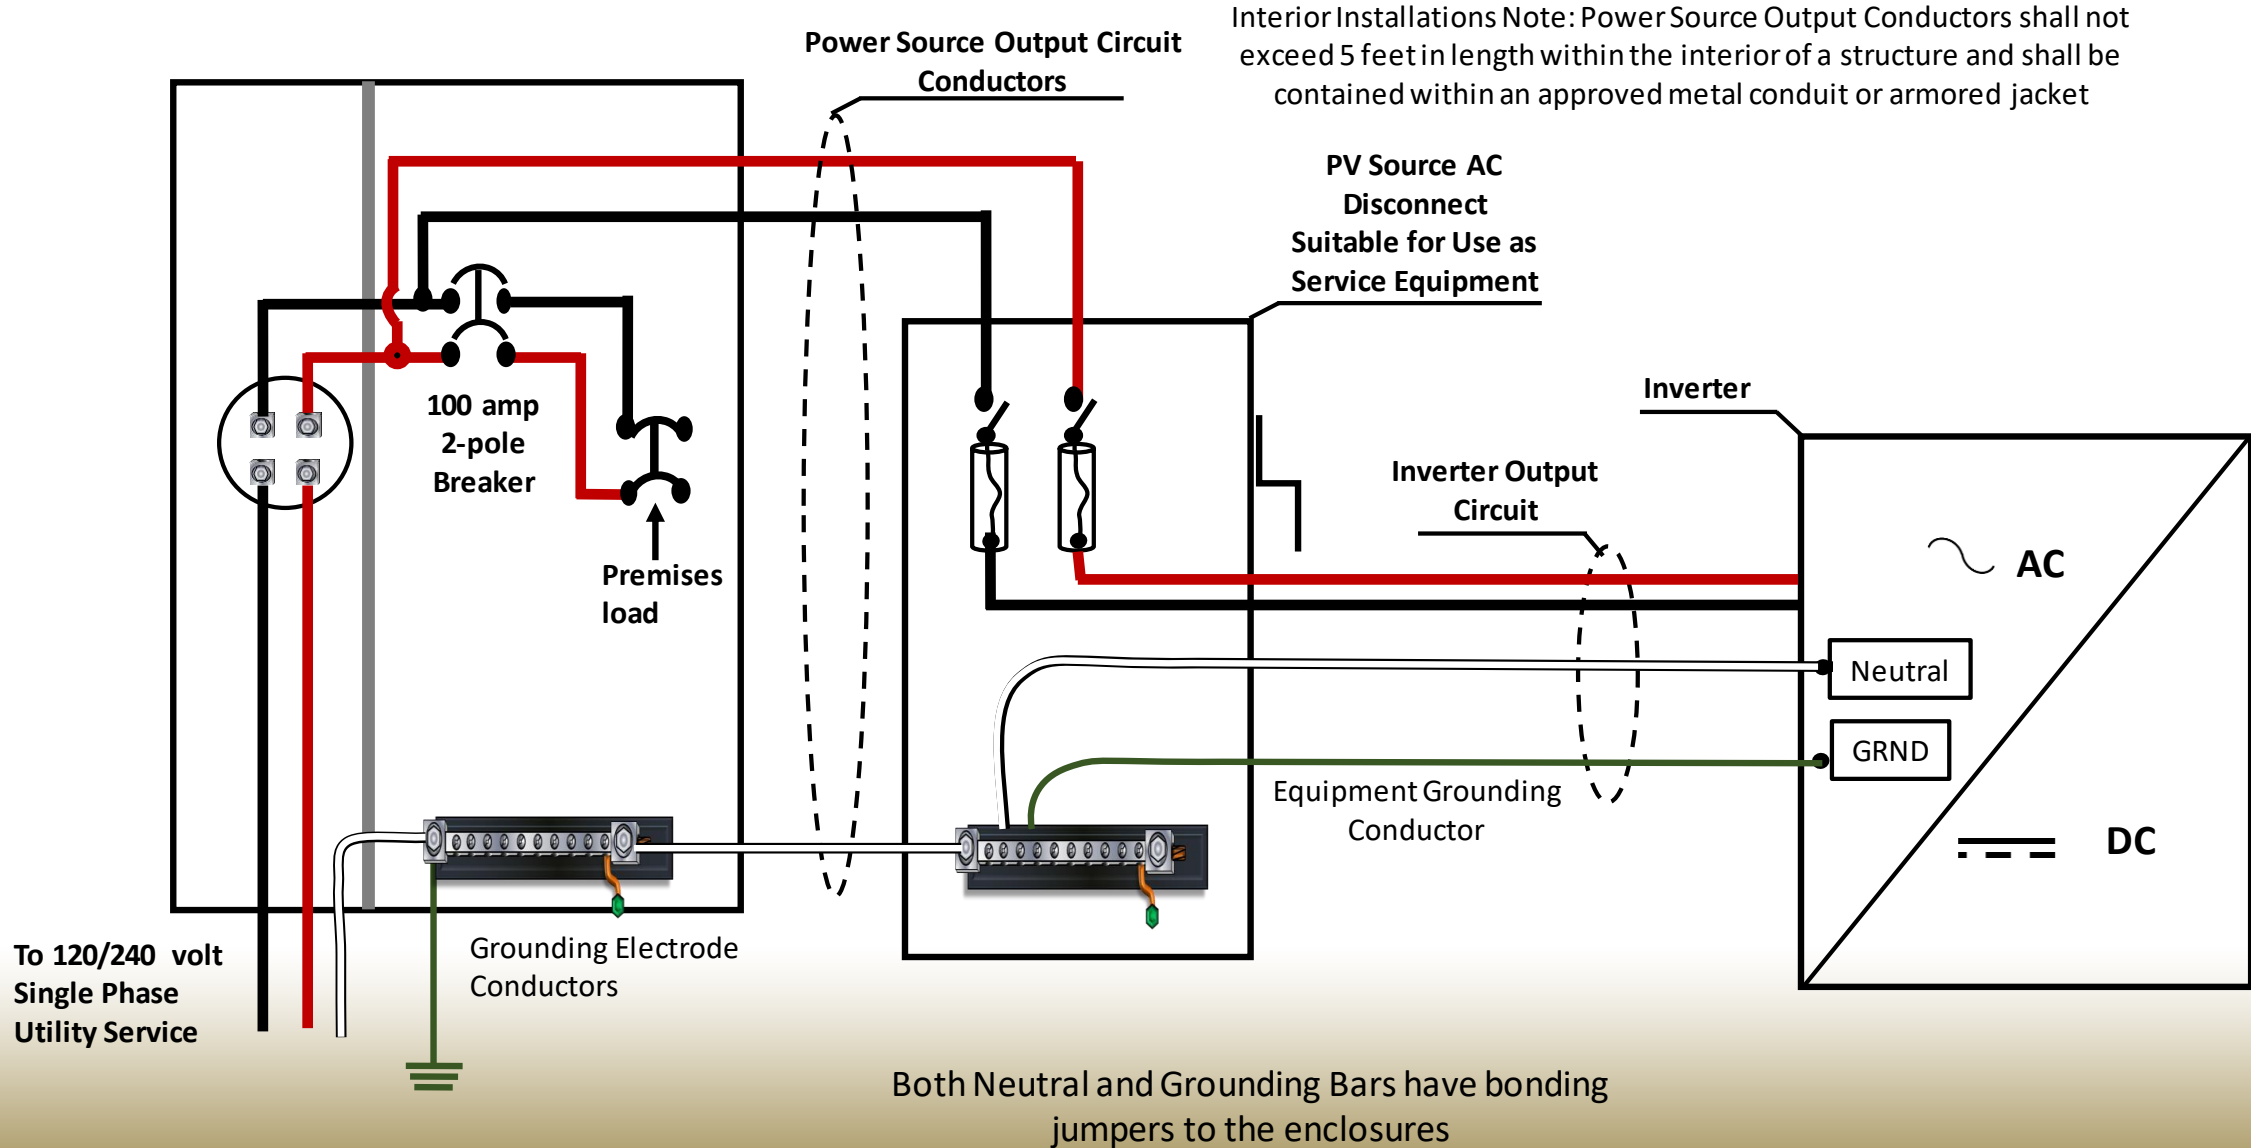 Interior Installations Note: Power Source Output Conductors shall not
exceed 5 feet in length within the interior of a structure and shall be
contained within an approved metal conduit or armored jacket
Power Source Output Circuit
Conductors
PV Source AC
Disconnect
Suitable for Use as
Service Equipment
100 amp
2-pole
Breaker
Premises
load
Inverter
Inverter Output
Circuit
AC
Neutral
GRND
Equipment Grounding
Conductor
DC
Grounding Electrode
Conductors
To 120/240 volt
Single Phase
Utility Service
Both Neutral and Grounding Bars have bonding
jumpers to the enclosures